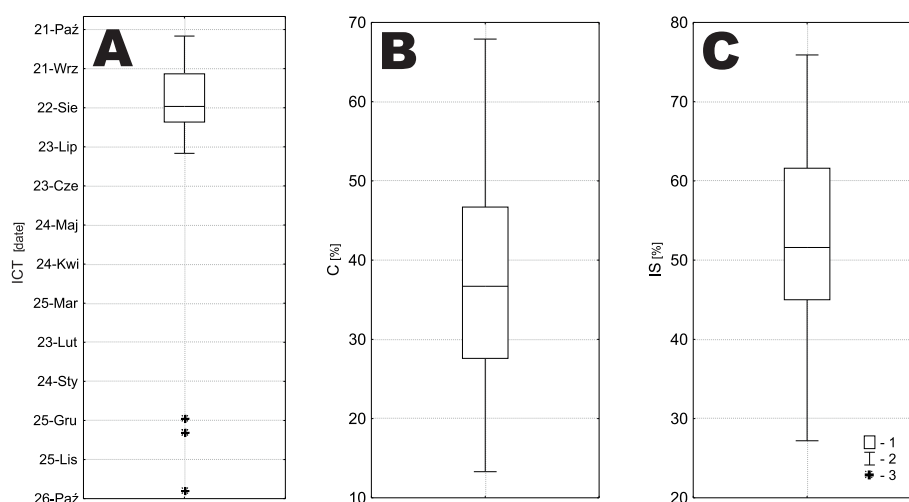 A
ICT [date]
21-Paź
21-Wrz
22-Sie
23-Lip
23-Cze
24-Maj
24-Kwi
25-Mar
23-Lut
24-Sty
25-Gru
25-Lis
26-Paź
B
C [%]
70
60
50
40
30
20
10
C
IS [%]
80
70
60
50
40
30
20
- 1
- 2
- 3